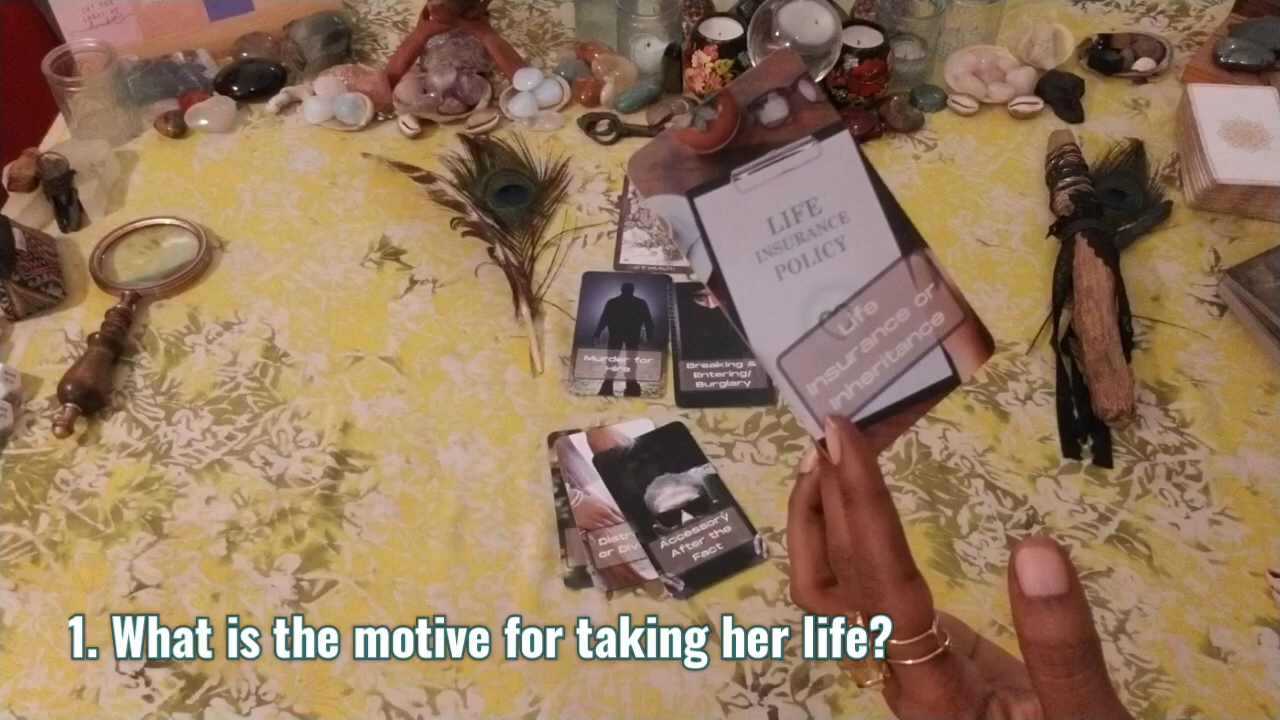 LIFE
INSURANCE
POLICY
Life
Insurance or
Inheritance
Murder for
Hire
Breaking &
Entering/
Burglary
or
Accessory
After the
Fact
1. What is the motive for taking her life?